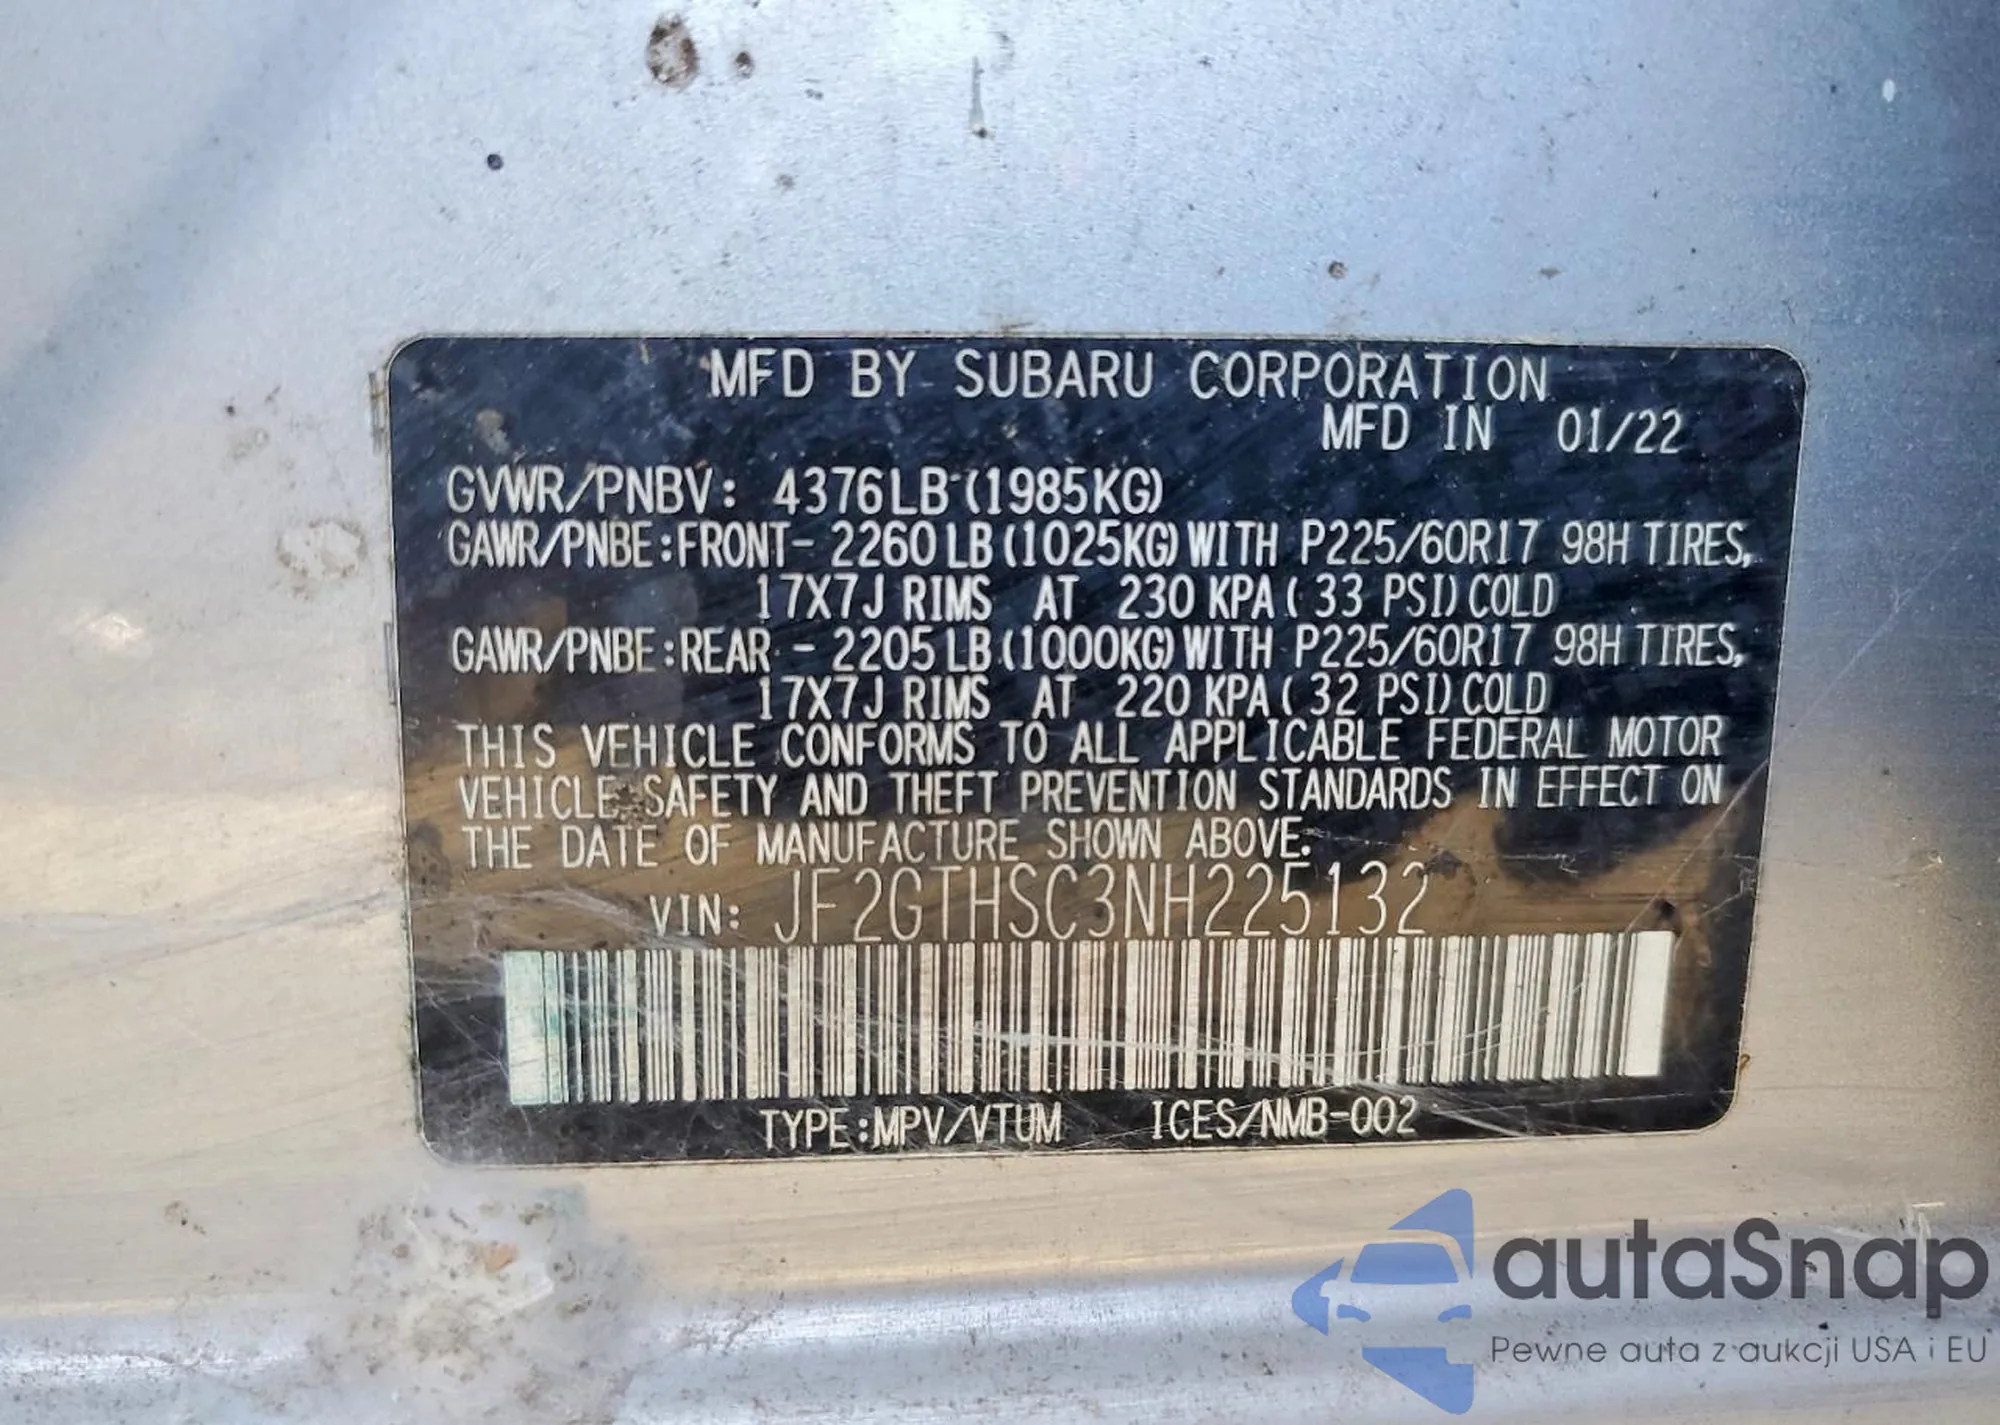 MFD BY SUBARU CORPORATION
MFD IN 01/22
GVWR/PNBV: 4376LB (1985KG)
GAWR/PNBE:FRONT- 2260LB(1025KG)WITH P225/60R17 98H TIRES,
17X7J RIMS AT 230 KPA( 33 PSI)COLD
GAWR/PNBE:REAR - 2205LB(1000KG)WITH P225/60R17 98H TIRES,
17X7J RIMS AT 220 KPA( 32 PSI)COLD
THIS VEHICLE CONFORMS TO ALL APPLICABLE FEDERAL MOTOR
VEHICLE SAFETY AND THEFT PREVENTION STANDARDS IN EFFECT ON
THE DATE OF MANUFACTURE SHOWN ABOVE.
VIN: JF2GTHSC3NH225132
TYPE:MPV/VTUM ICES/NMB-002
autaSnap
Pewne auta z aukcji USA i EU